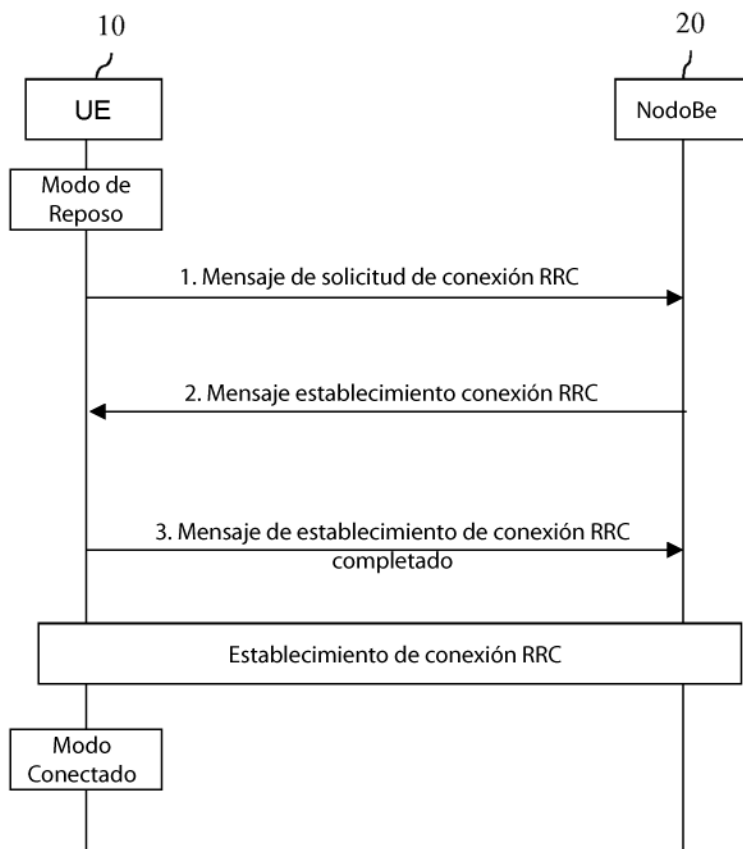 10
20
UE
NodoBe
Modo de
Reposo
1. Mensaje de solicitud de conexión RRC
2. Mensaje establecimiento conexión RRC
3. Mensaje de establecimiento de conexión RRC
completado
Establecimiento de conexión RRC
Modo
Conectado